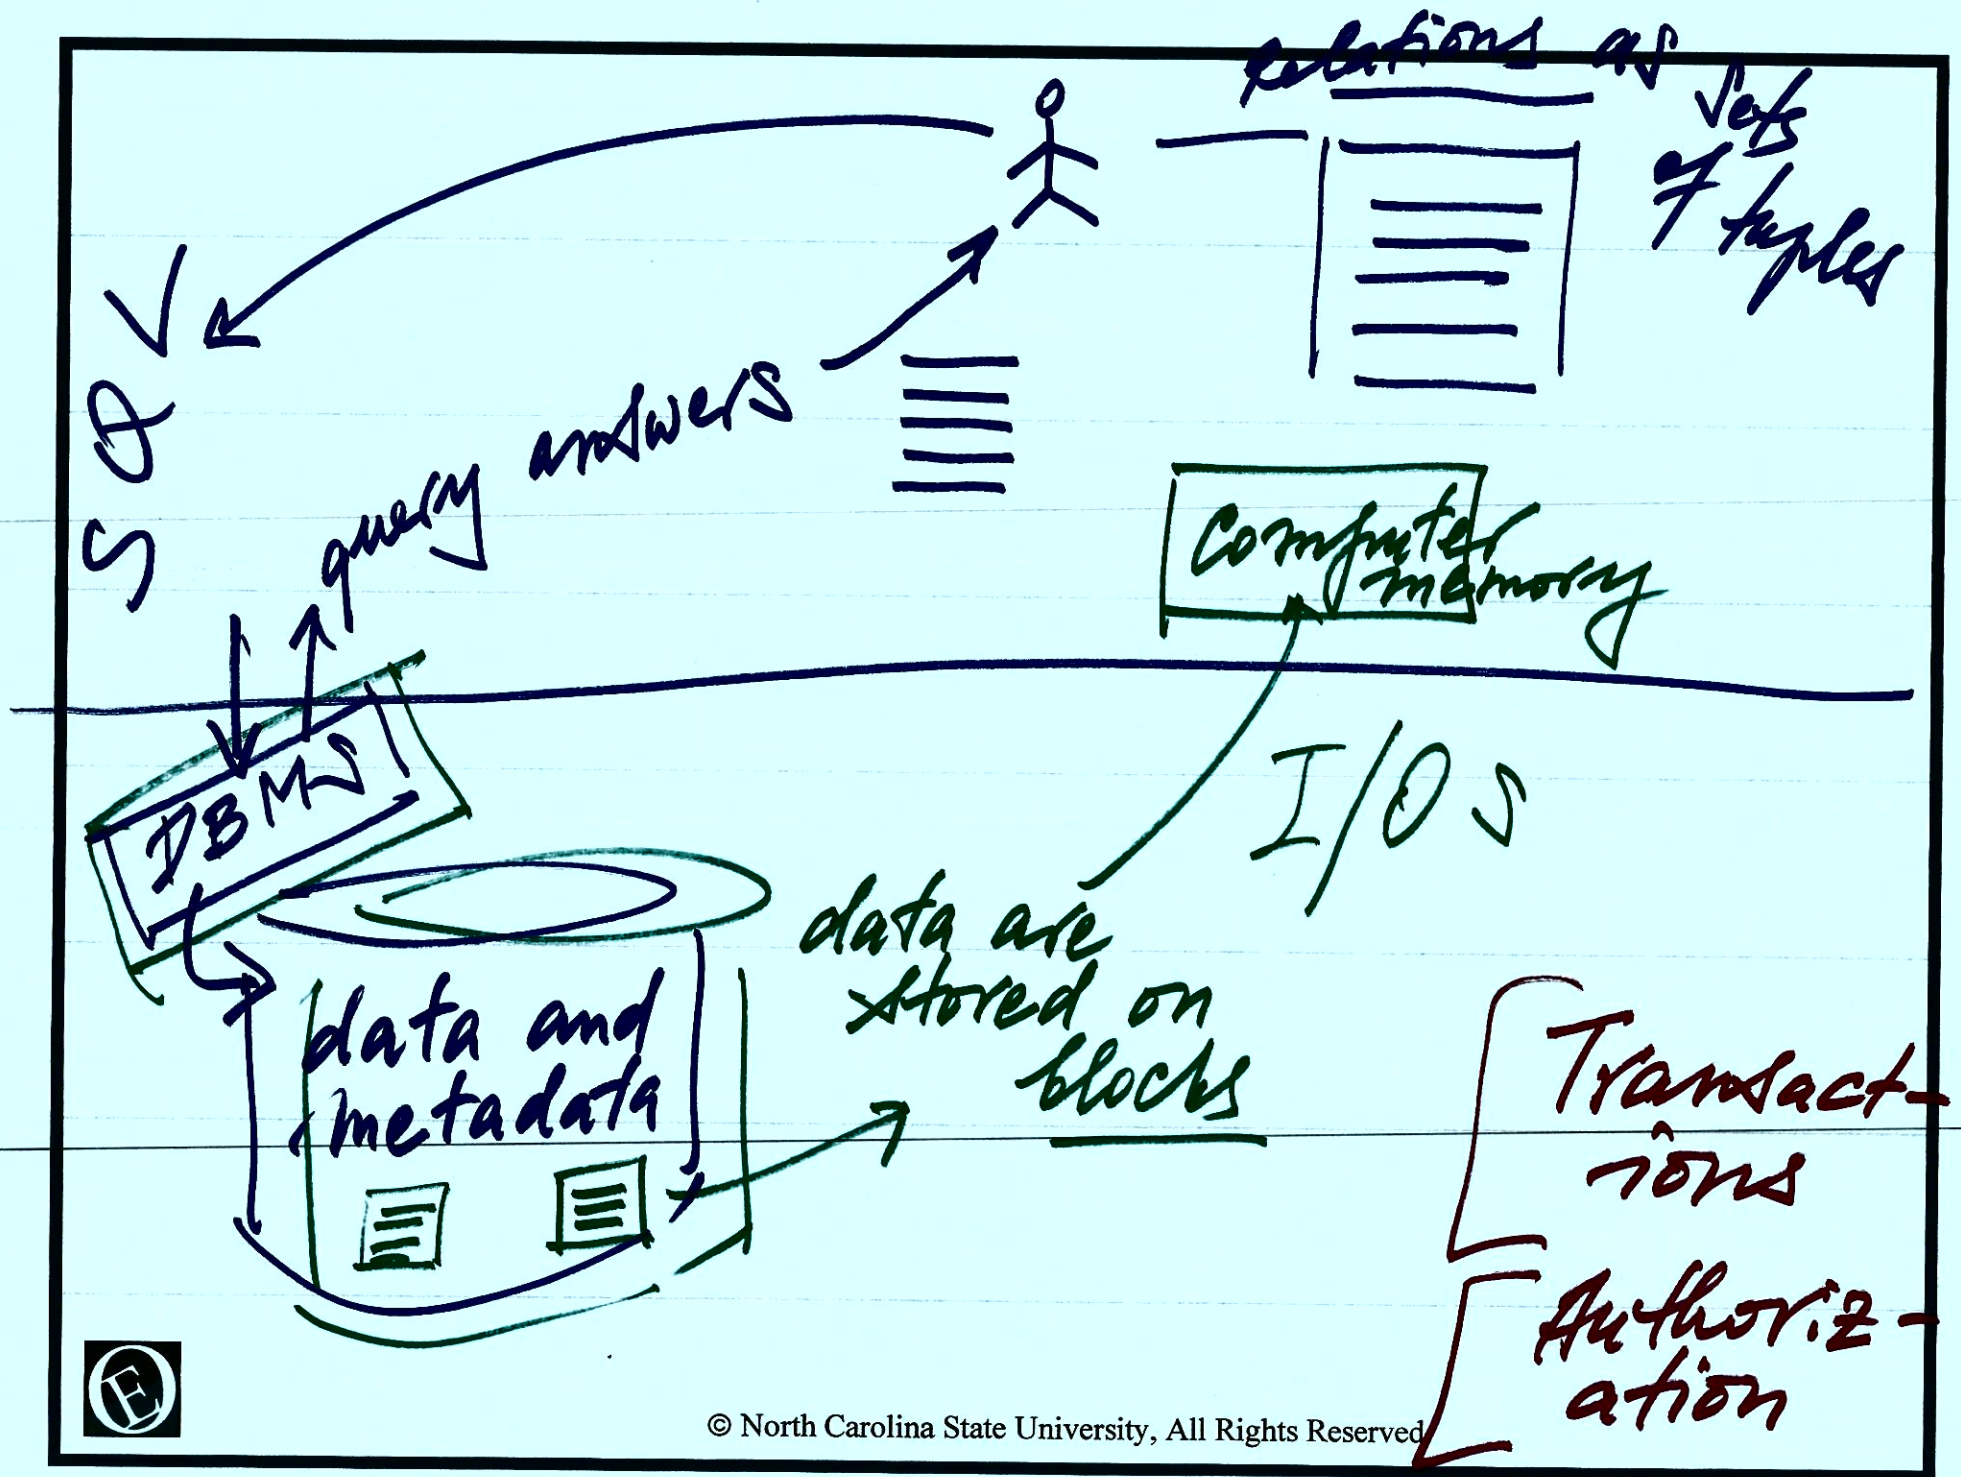 Relations as
sets
of
tuples
SQL
query answers
Computer
memory
DBMS
I/Os
data are
stored on
blocks
data and
metadata
Transact-
ions
Authoriz-
ation
OE
© North Carolina State University, All Rights Reserved